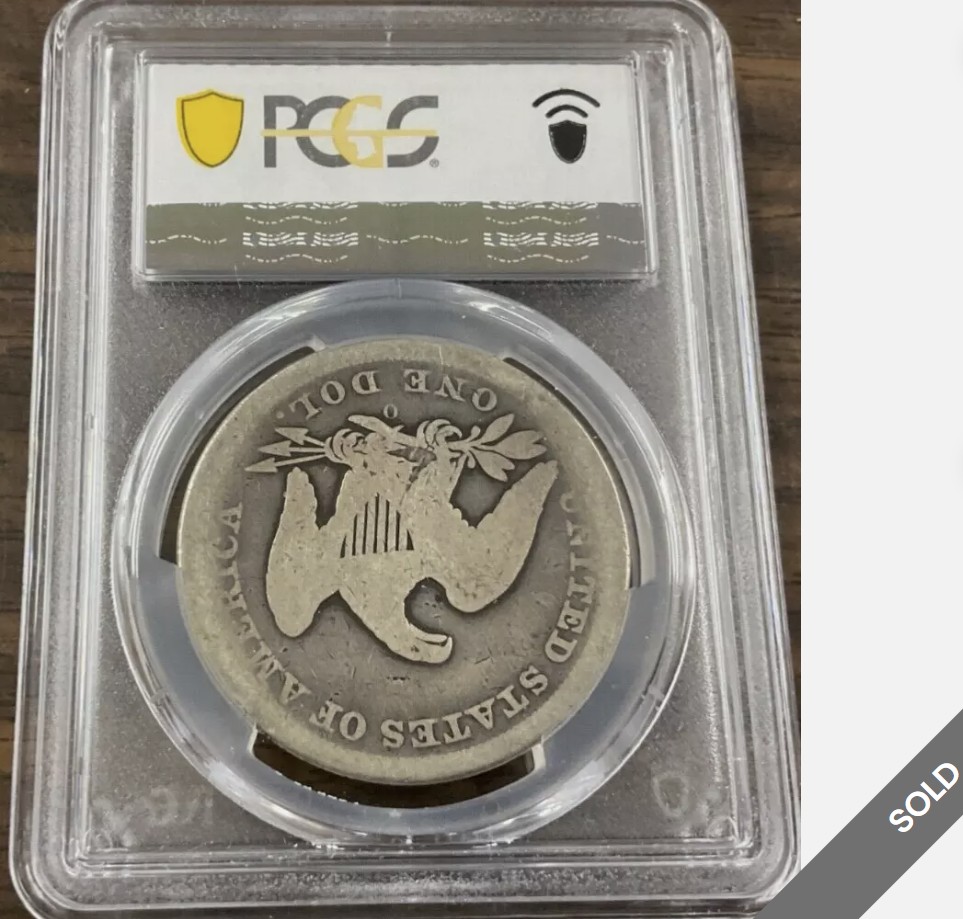 PCGS
ONE DOL.
O
UNITED STATES OF AMERICA
SOLD